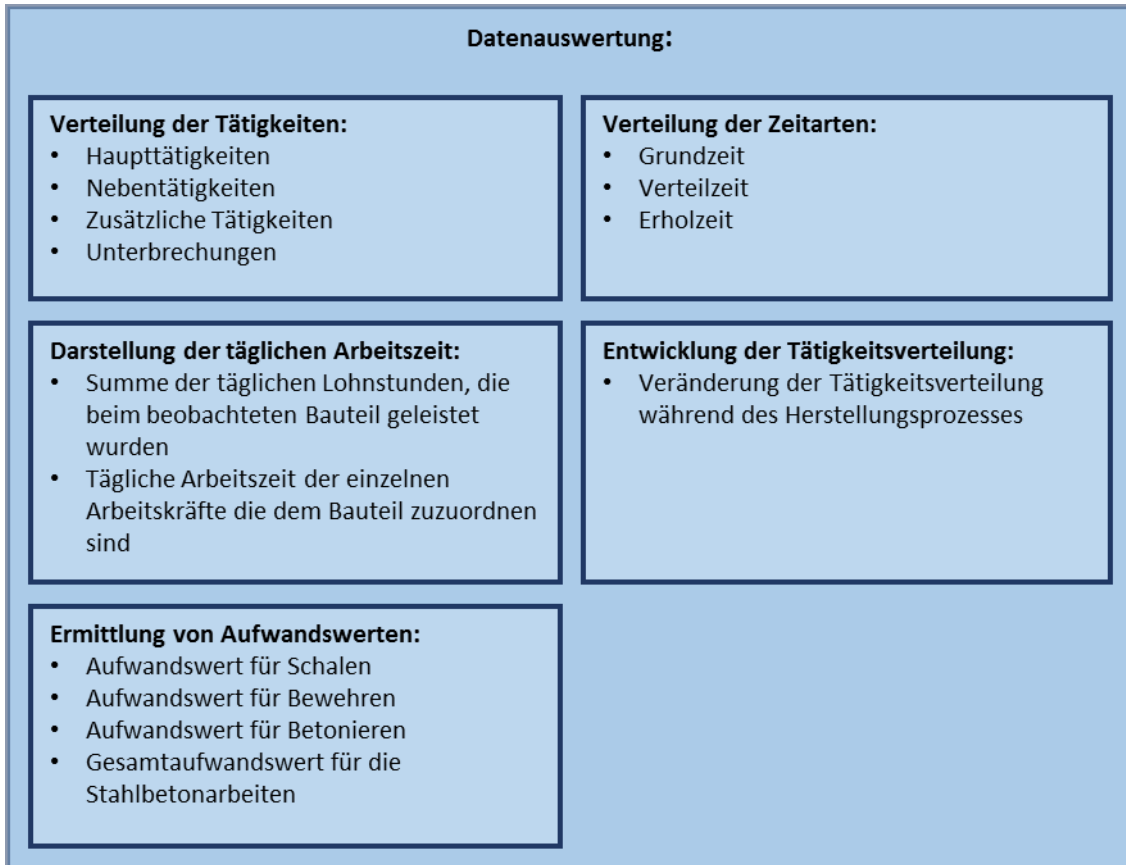 Datenauswertung:
Verteilung der Tätigkeiten:
• Haupttätigkeiten
• Nebentätigkeiten
• Zusätzliche Tätigkeiten
• Unterbrechungen
Verteilung der Zeitarten:
• Grundzeit
• Verteilzeit
• Erholzeit
Darstellung der täglichen Arbeitszeit:
• Summe der täglichen Lohnstunden, die
beim beobachteten Bauteil geleistet
wurden
• Tägliche Arbeitszeit der einzelnen
Arbeitskräfte die dem Bauteil zuzuordnen
sind
Entwicklung der Tätigkeitsverteilung:
• Veränderung der Tätigkeitsverteilung
während des Herstellungsprozesses
Ermittlung von Aufwandswerten:
• Aufwandswert für Schalen
• Aufwandswert für Bewehren
• Aufwandswert für Betonieren
• Gesamtaufwandswert für die
Stahlbetonarbeiten